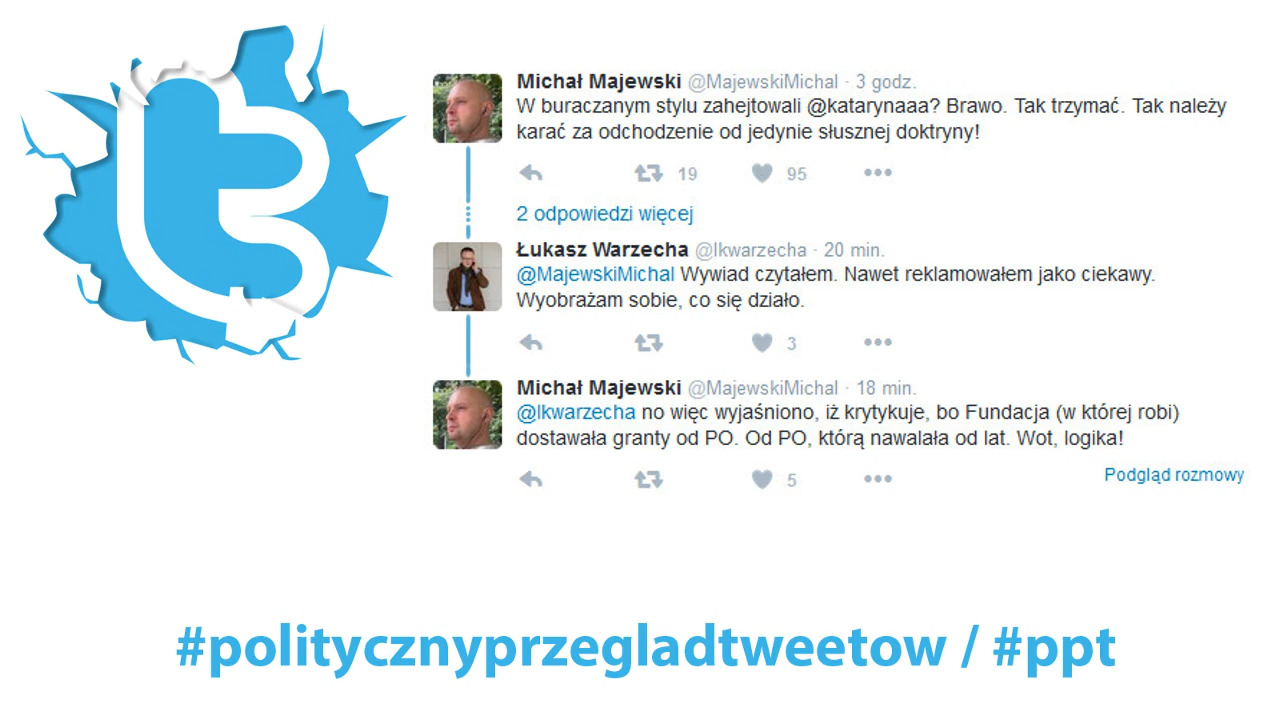 Michał Majewski @MajewskiMichal · 3 godz.
W buraczanym stylu zahejtowali @katarynaaa? Brawo. Tak trzymać. Tak należy
karać za odchodzenie od jedynie słusznej doktryny!
19 95
2 odpowiedzi więcej
Łukasz Warzecha @lkwarzecha · 20 min.
@MajewskiMichal Wywiad czytałem. Nawet reklamowałem jako ciekawy.
Wyobrażam sobie, co się działo.
3
Michał Majewski @MajewskiMichal · 18 min.
@lkwarzecha no więc wyjaśniono, iż krytykuje, bo Fundacja (w której robi)
dostawała granty od PO. Od PO, którą nawalała od lat. Wot, logika!
5
Podgląd rozmowy
#politycznyprzegladtweetow / #ppt